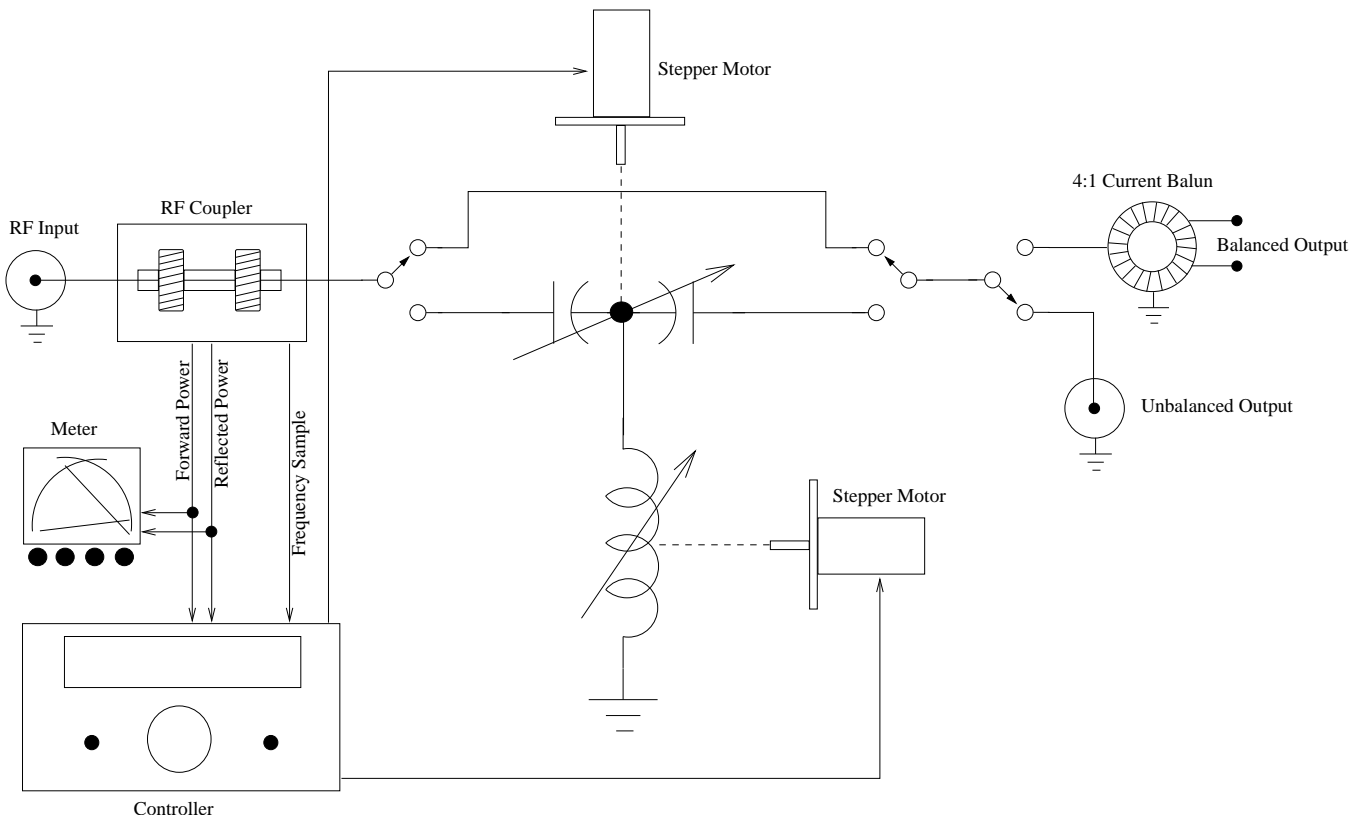 Stepper Motor
4:1 Current Balun
RF Coupler
RF Input
Balanced Output
Forward Power
Reflected Power
Frequency Sample
Unbalanced Output
Meter
Stepper Motor
Controller